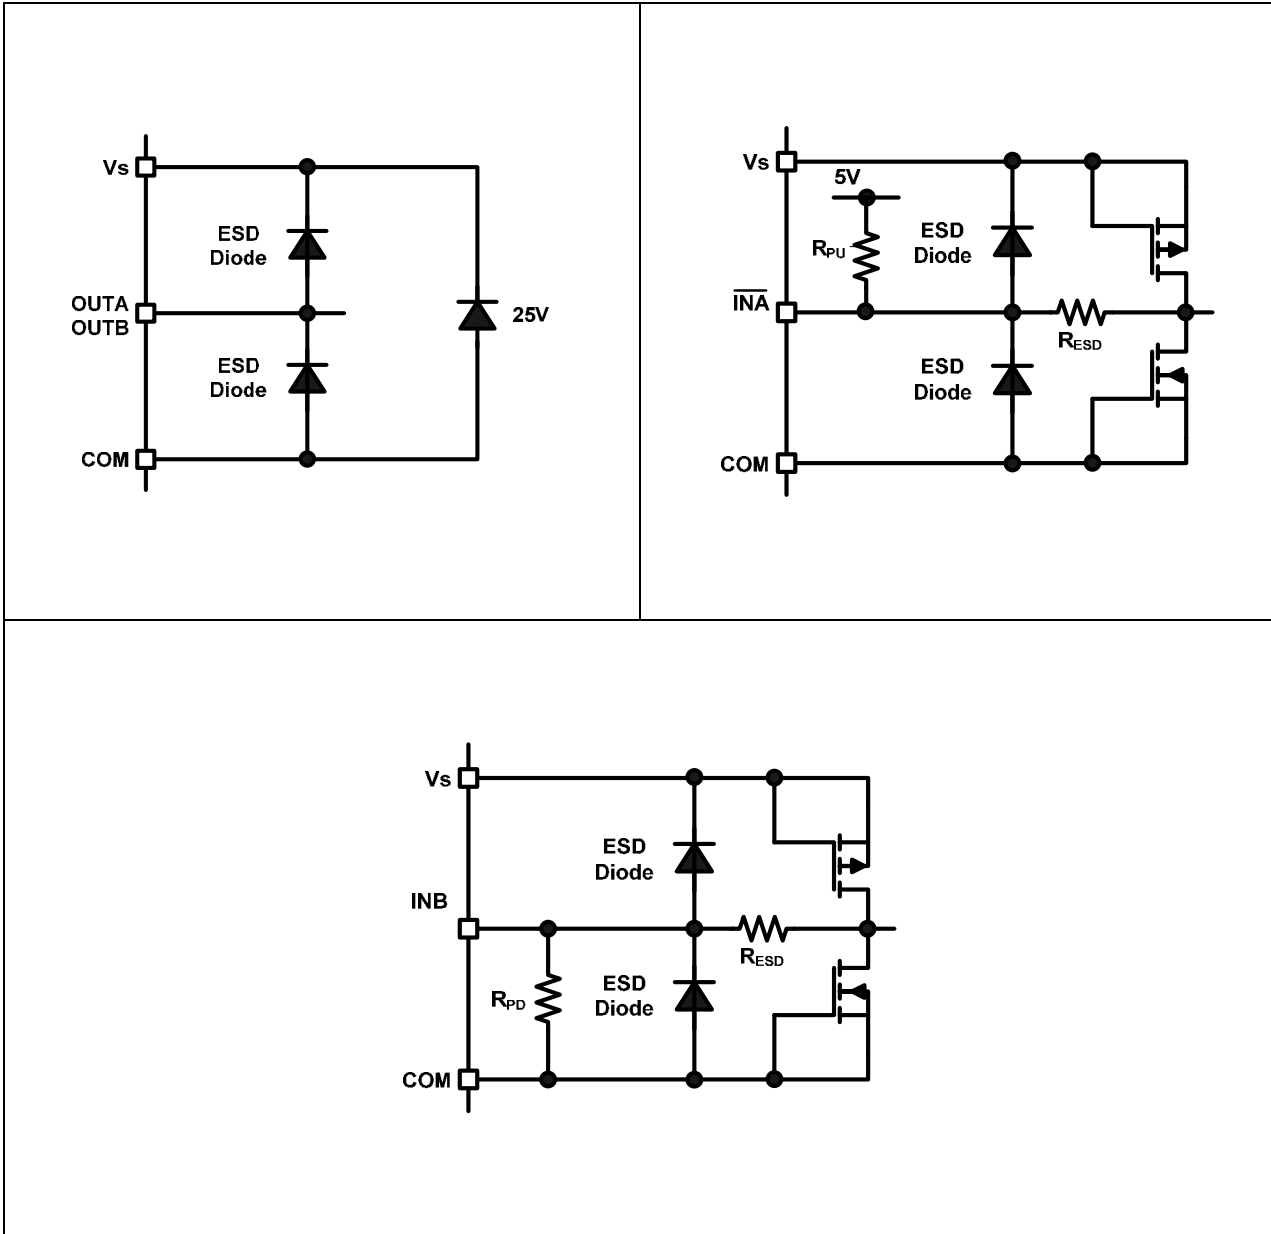 Vs
ESD
Diode
OUTA
OUTB
25V
ESD
Diode
COM
Vs
5V
ESD
Diode
RPU
INA
RESD
ESD
Diode
COM
Vs
ESD
Diode
INB
RESD
RPD
ESD
Diode
COM